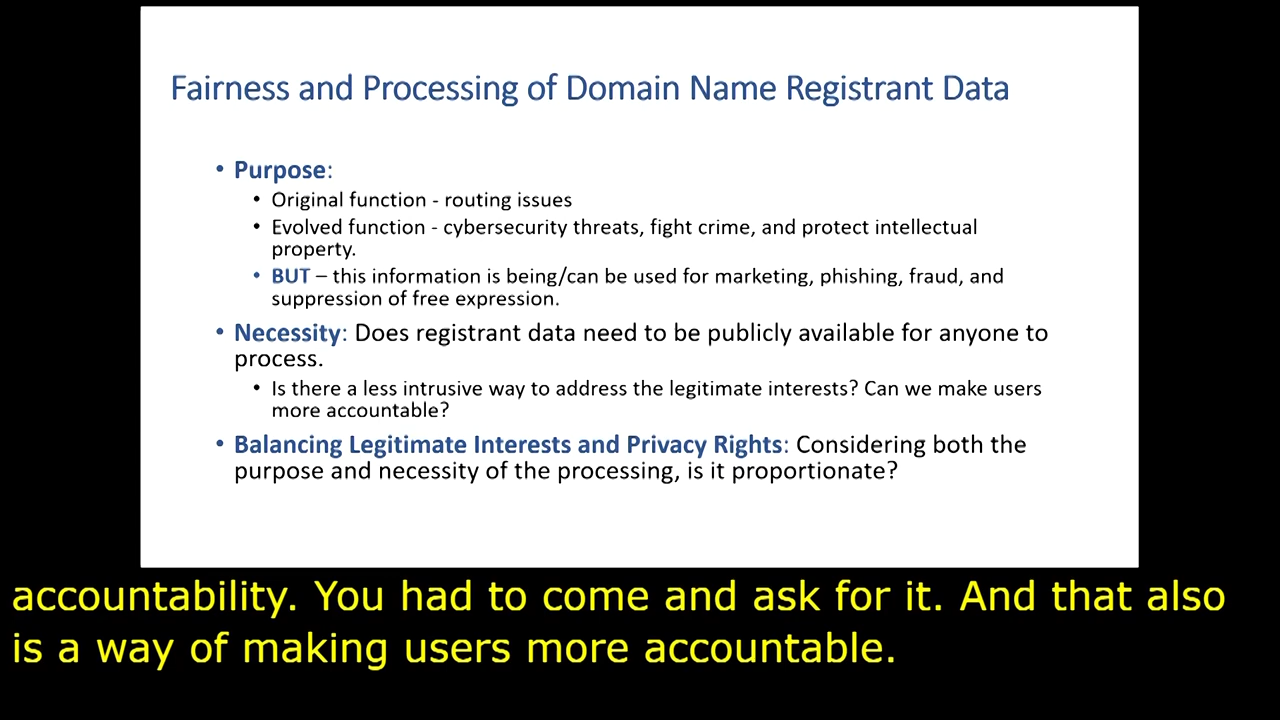 Fairness and Processing of Domain Name Registrant Data
• Purpose:
• Original function - routing issues
• Evolved function - cybersecurity threats, fight crime, and protect intellectual
property.
• BUT – this information is being/can be used for marketing, phishing, fraud, and
suppression of free expression.
• Necessity: Does registrant data need to be publicly available for anyone to
process.
• Is there a less intrusive way to address the legitimate interests? Can we make users
more accountable?
• Balancing Legitimate Interests and Privacy Rights: Considering both the
purpose and necessity of the processing, is it proportionate?
accountability. You had to come and ask for it. And that also
is a way of making users more accountable.